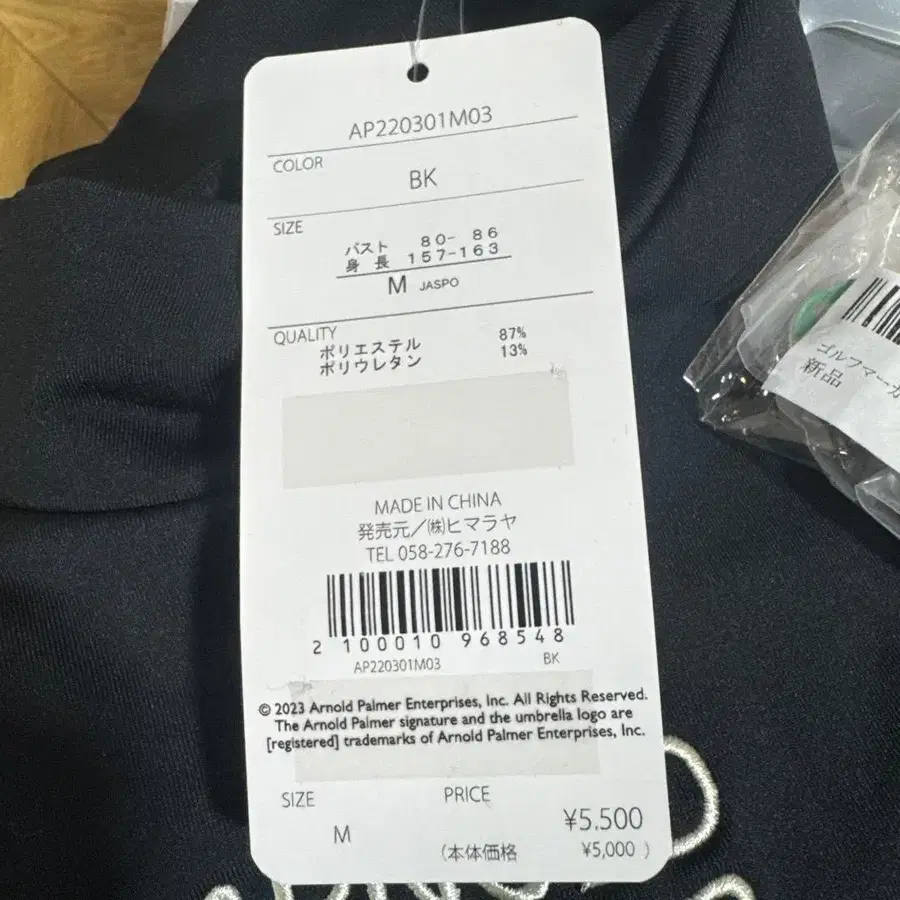 AP220301M03
COLOR
BK
SIZE
バスト 80- 86
身長 157-163
M JASPO
QUALITY
ポリエステル 87%
ポリウレタン 13%
MADE IN CHINA
発売元/㈱ヒマラヤ
TEL 058-276-7188
2 100010 968548
AP220301M03 BK
© 2023 Arnold Palmer Enterprises, Inc. All Rights Reserved.
The Arnold Palmer signature and the umbrella logo are
[registered] trademarks of Arnold Palmer Enterprises, Inc.
SIZE PRICE
M ¥5,500
(本体価格 ¥5,000 )
ゴルフマーカ
新品